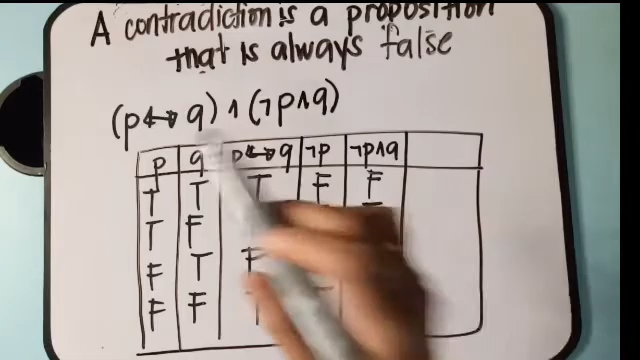 A contradiction is a proposition
that is always false
(p ↔ q) ∧ (¬p ∧ q)
p q p ↔ q ¬p ¬p ∧ q
T T T F F
T F
F T F
F F T